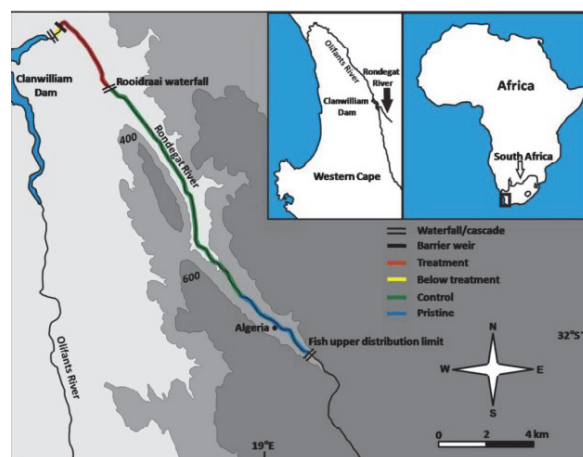 Clanwilliam Dam
Rooidraai waterfall
400
Rondegat River
600
Algeria
Fish upper distribution limit
Olifants River
19°E
32°S
Olifants River
Rondegat
River
Clanwilliam
Dam
Western Cape
Africa
South Africa
Waterfall/cascade
Barrier weir
Treatment
Below treatment
Control
Pristine
N
W
E
S
0
2
4 km